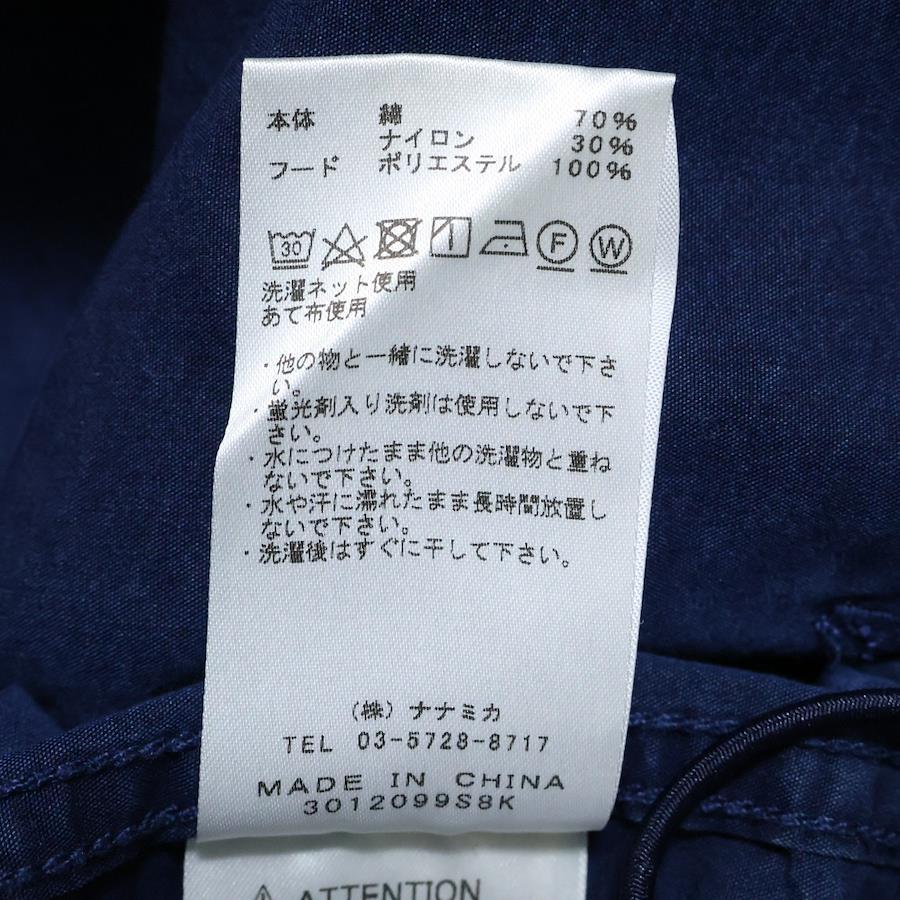 本体 綿 70%
ナイロン 30%
フード ポリエステル 100%
30 F W
洗濯ネット使用
あて布使用
・他の物と一緒に洗濯しないで下さ
い。
・蛍光剤入り洗剤は使用しないで下
さい。
・水につけたまま他の洗濯物と重ね
ないで下さい。
・水や汗に濡れたまま長時間放置し
ないで下さい。
・洗濯後はすぐに干して下さい。
(株)ナナミカ
TEL 03-5728-8717
MADE IN CHINA
3012099S8K
⚠ ATTENTION